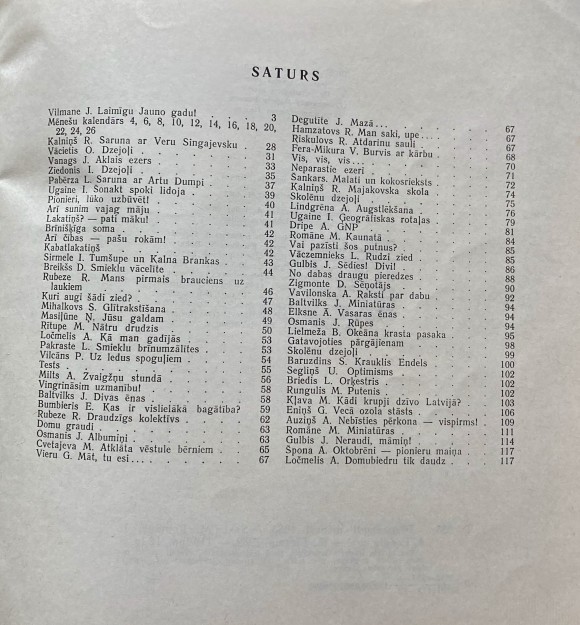 SATURS
Vilmane J. Laimīgu Jauno gadu! . . . 3
Mēnešu kalendārs 4, 6, 8, 10, 12, 14, 16, 18, 20,
22, 24, 26
Kalniņš R. Saruna ar Veru Singajevsku . 28
Vācietis O. Dzejoļi . . . 31
Vanags J. Aklais ezers . . . 33
Ziedonis I. Dzejoļi . . . 35
Pabērza L. Saruna ar Artu Dumpi . . . 37
Ugaine I. Šonakt spoki lidoja . . . 39
Pionieri, lūko uzbūvēt! . . . 40
Arī sunim vajag māju . . . 41
Lakatiņš? — pati māku! . . . 41
Brīnišķīga soma . . . 42
Arī čības — pašu rokām! . . . 42
Kabatlakatiņš . . . 42
Sirmele I. Tumšupe un Kalna Brankas . . . 43
Breikšs D. Smieklu vācelīte . . . 44
Rubeze R. Mans pirmais brauciens uz
laukiem . . . 46
Kuri augi šādi zied? . . . 47
Mihalkovs S. Glītrakstīšana . . . 48
Masiļūne Ņ. Jūsu galdam . . . 49
Ritupe M. Nātru drudzis . . . 50
Ločmelis A. Kā man gadījās . . . 53
Pakraste L. Smieklu brīnumzālītes . . . 53
Vilcāns P. Uz ledus spoguļiem . . . 54
Tests . . . 55
Milts A. Zvaigžņu stundā . . . 56
Vingrināsim uzmanību! . . . 58
Baltvilks J. Divas ēnas . . . 58
Bumbieris E. Kas ir vislielākā bagātība? 59
Rubeze R. Draudzīgs kolektīvs . . . 62
Domu graudi . . . 63
Osmanis J. Albumiņi . . . 63
Cvetajeva M. Atklāta vēstule bērniem . . . 65
Vieru G. Māt, tu esi ... . . . 67
Degutite J. Mazā ... . . . 67
Hamzatovs R. Man saki, upe ... . . . 67
Riskulovs R. Atdarinu sauli . . . 67
Fera-Mikura V. Burvis ar kārbu . . . 68
Vis, vis, vis ... . . . 70
Neparastie ezeri . . . 71
Šankars. Malati un kokosrieksts . . . 72
Kalniņš R. Majakovska skola . . . 74
Skolēnu dzejoļi . . . 75
Lindgrēna A. Augstlēkšana . . . 76
Ugaine I. Ģeogrāfiskas rotaļas . . . 79
Dripe A. GNP . . . 81
Romāne M. Kaunatā . . . 84
Vai pazīsti šos putnus? . . . 85
Vāczemnieks L. Rudzi zied . . . 85
Gulbis J. Sēdies! Divi! . . . 86
No dabas draugu pieredzes . . . 88
Zigmonte D. Sēņotājs . . . 90
Vavilonska A. Raksti par dabu . . . 92
Baltvilks J. Miniatūras . . . 94
Elksne Ā. Vasaras ēnas . . . 94
Osmanis J. Rūpes . . . 94
Lielmeža B. Okeāna krasta pasaka . . . 95
Gatavojoties pārgājienam . . . 98
Skolēnu dzejoļi . . . 99
Baruzdins S. Krauklis Endels . . . 100
Segliņš U. Optimisms . . . 102
Briedis L. Orķestris . . . 102
Rungulis M. Putenis . . . 102
Kļava M. Kādi krupji dzīvo Latvijā? . . . 103
Eniņš G. Vecā ozola stāsts . . . 106
Auziņš A. Nebīsties pērkona — vispirms! . 109
Romāne M. Miniatūras . . . 111
Gulbis J. Neraudi, māmiņ! . . . 114
Špona A. Oktobrēni — pionieru maiņa . . . 117
Ločmelis A. Domubiedru tik daudz . . . 117